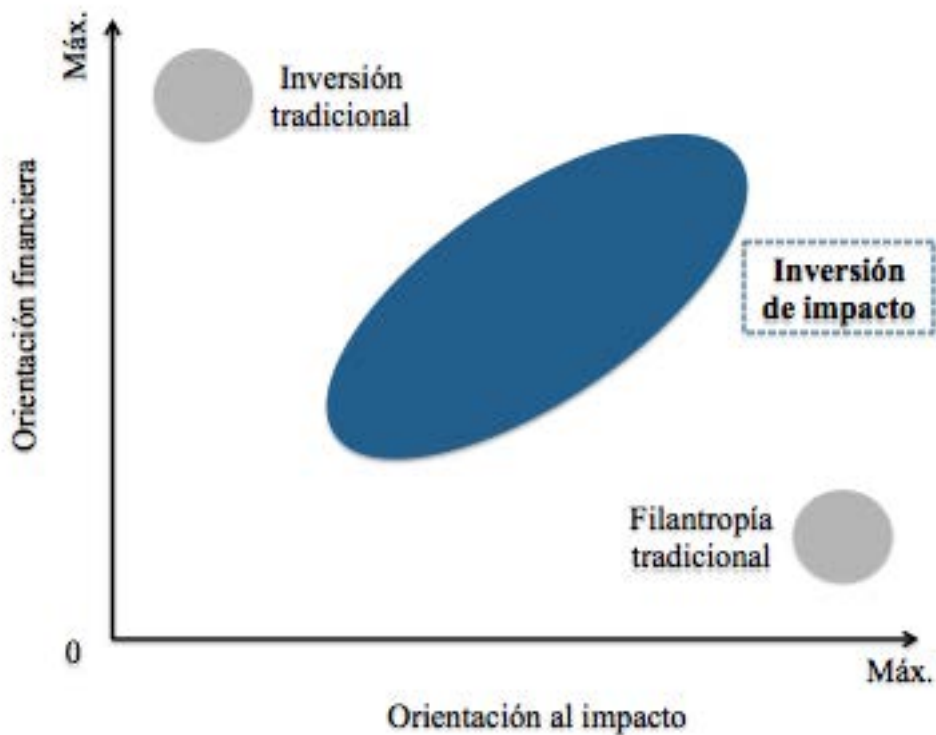 Máx.
Inversión
tradicional
Orientación financiera
Inversión
de impacto
Filantropía
tradicional
0
Máx.
Orientación al impacto